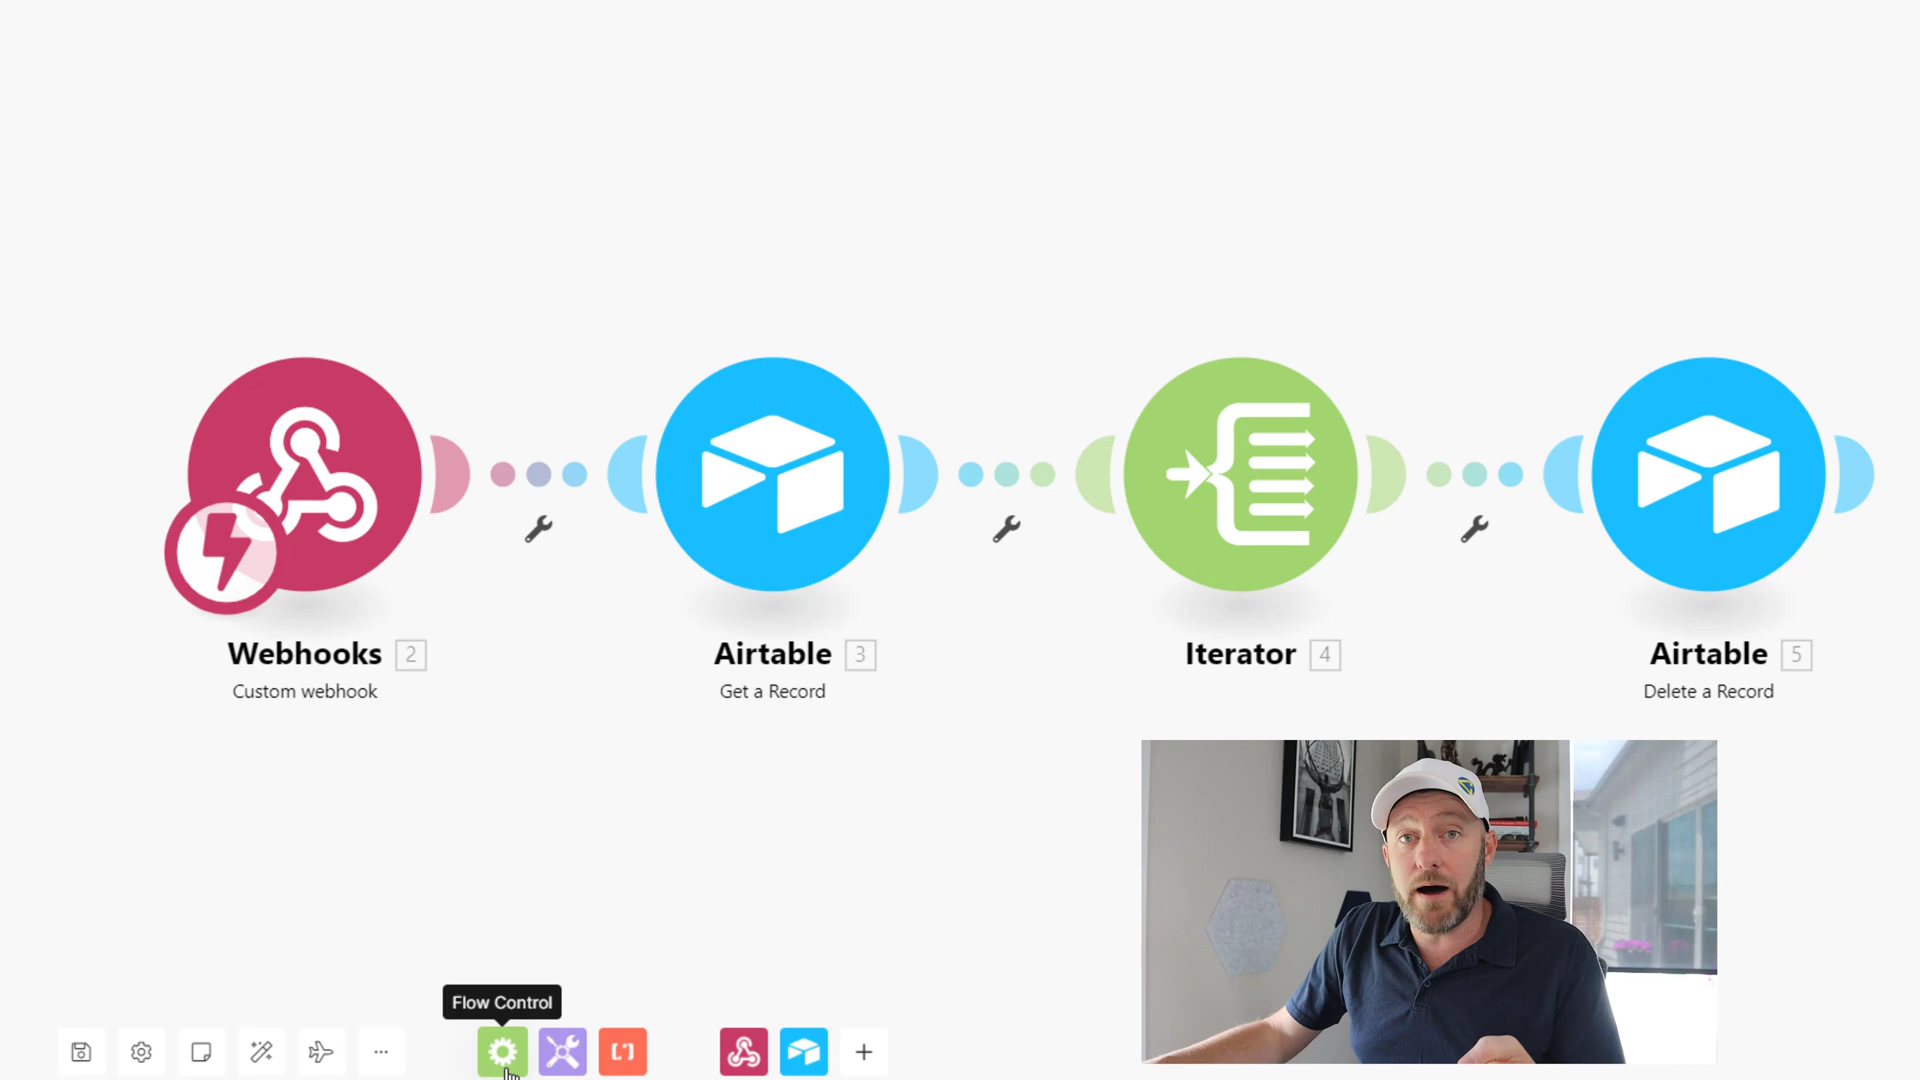 Webhooks 2
Custom webhook
Airtable 3
Get a Record
Iterator 4
Airtable 5
Delete a Record
Flow Control